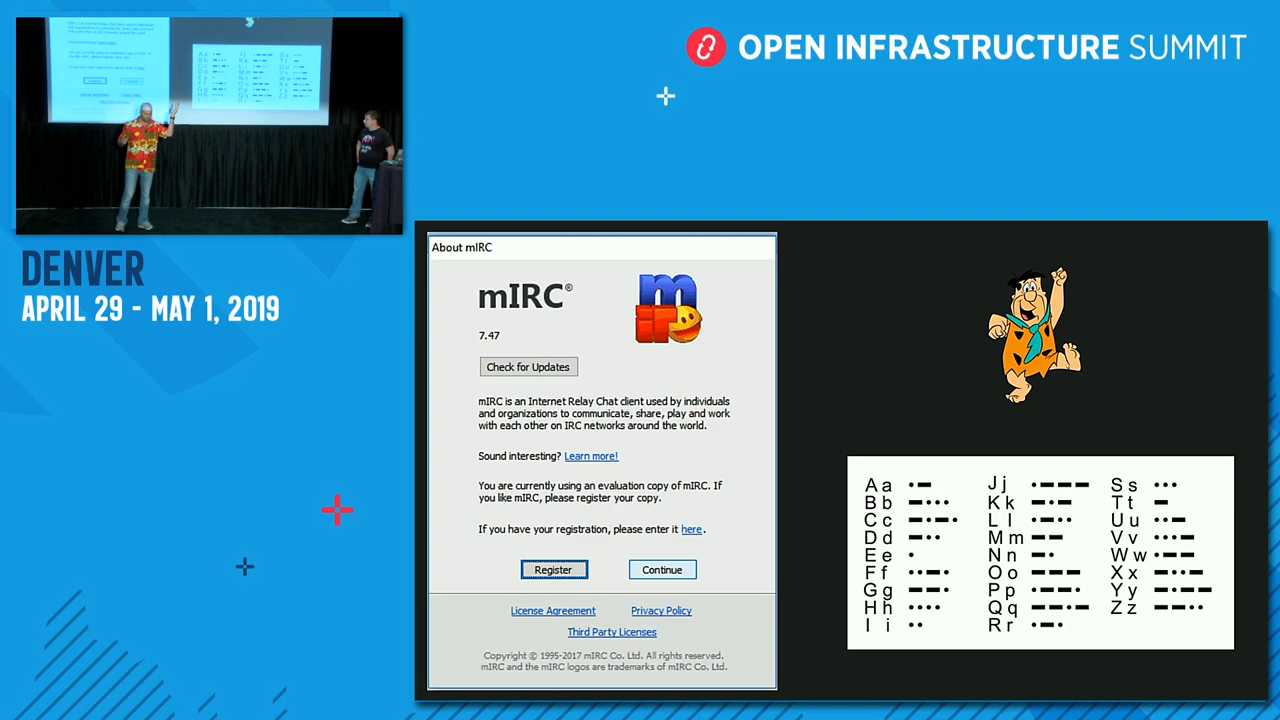 OPEN INFRASTRUCTURE SUMMIT
DENVER
APRIL 29 - MAY 1, 2019
About mIRC
mIRC®
7.47
Check for Updates
mIRC is an Internet Relay Chat client used by individuals
and organizations to communicate, share, play and work
with each other on IRC networks around the world.
Sound interesting? Learn more!
You are currently using an evaluation copy of mIRC. If
you like mIRC, please register your copy.
If you have your registration, please enter it here.
Register Continue
License Agreement Privacy Policy
Third Party Licenses
Copyright © 1995-2017 mIRC Co. Ltd. All rights reserved.
mIRC and the mIRC logos are trademarks of mIRC Co. Ltd.
A a •– J j •––– S s •••
B b –••• K k –•– T t –
C c –•–• L l •–•• U u ••–
D d –•• M m –– V v •••–
E e • N n –• W w •––
F f ••–• O o ––– X x –••–
G g ––• P p •––• Y y –•––
H h •••• Q q ––•– Z z ––••
I i •• R r •–•